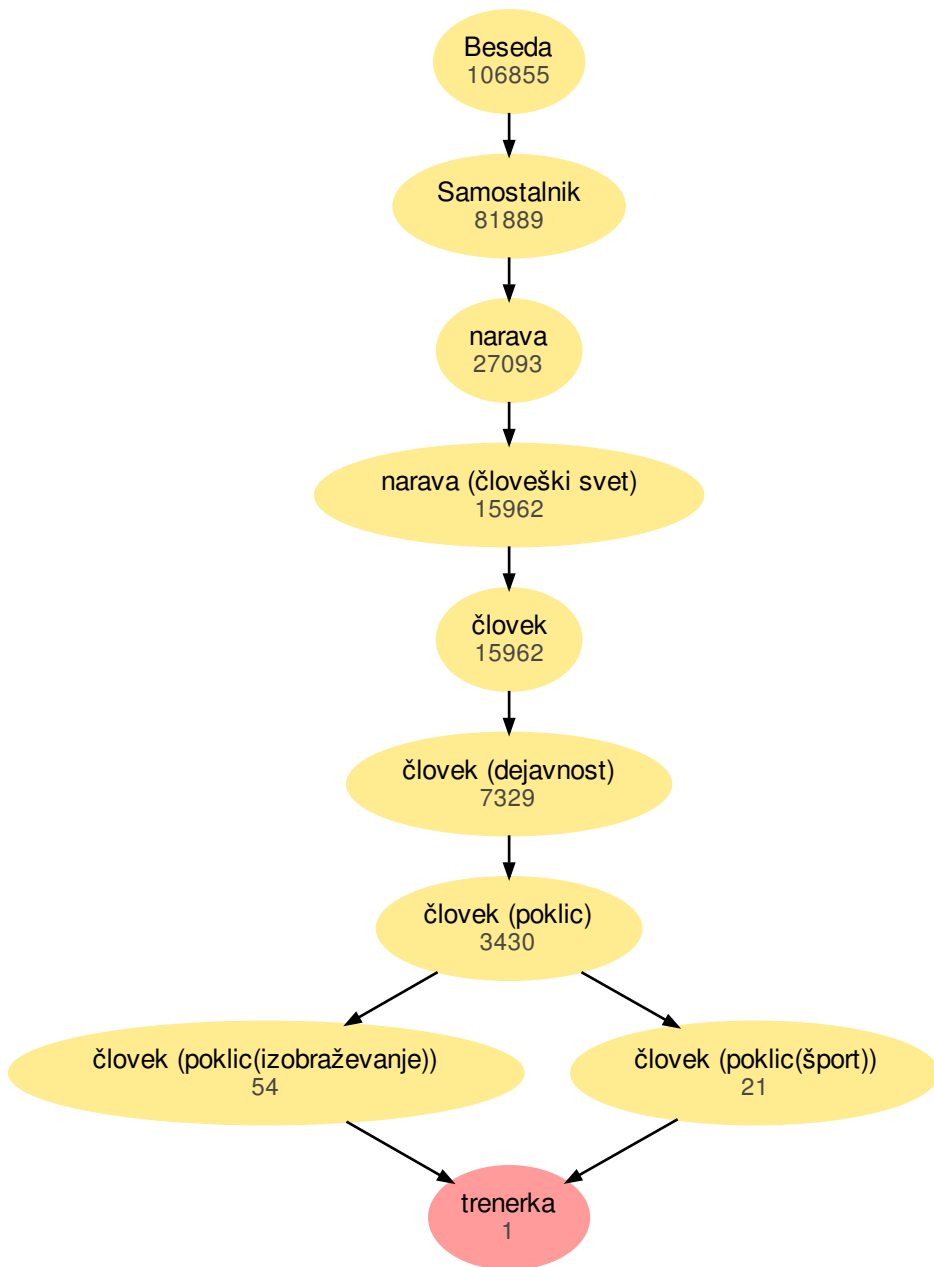 Beseda
106855
Samostalnik
81889
narava
27093
narava (človeški svet)
15962
človek
15962
človek (dejavnost)
7329
človek (poklic)
3430
človek (poklic(izobraževanje))
54
človek (poklic(šport))
21
trenerka
1